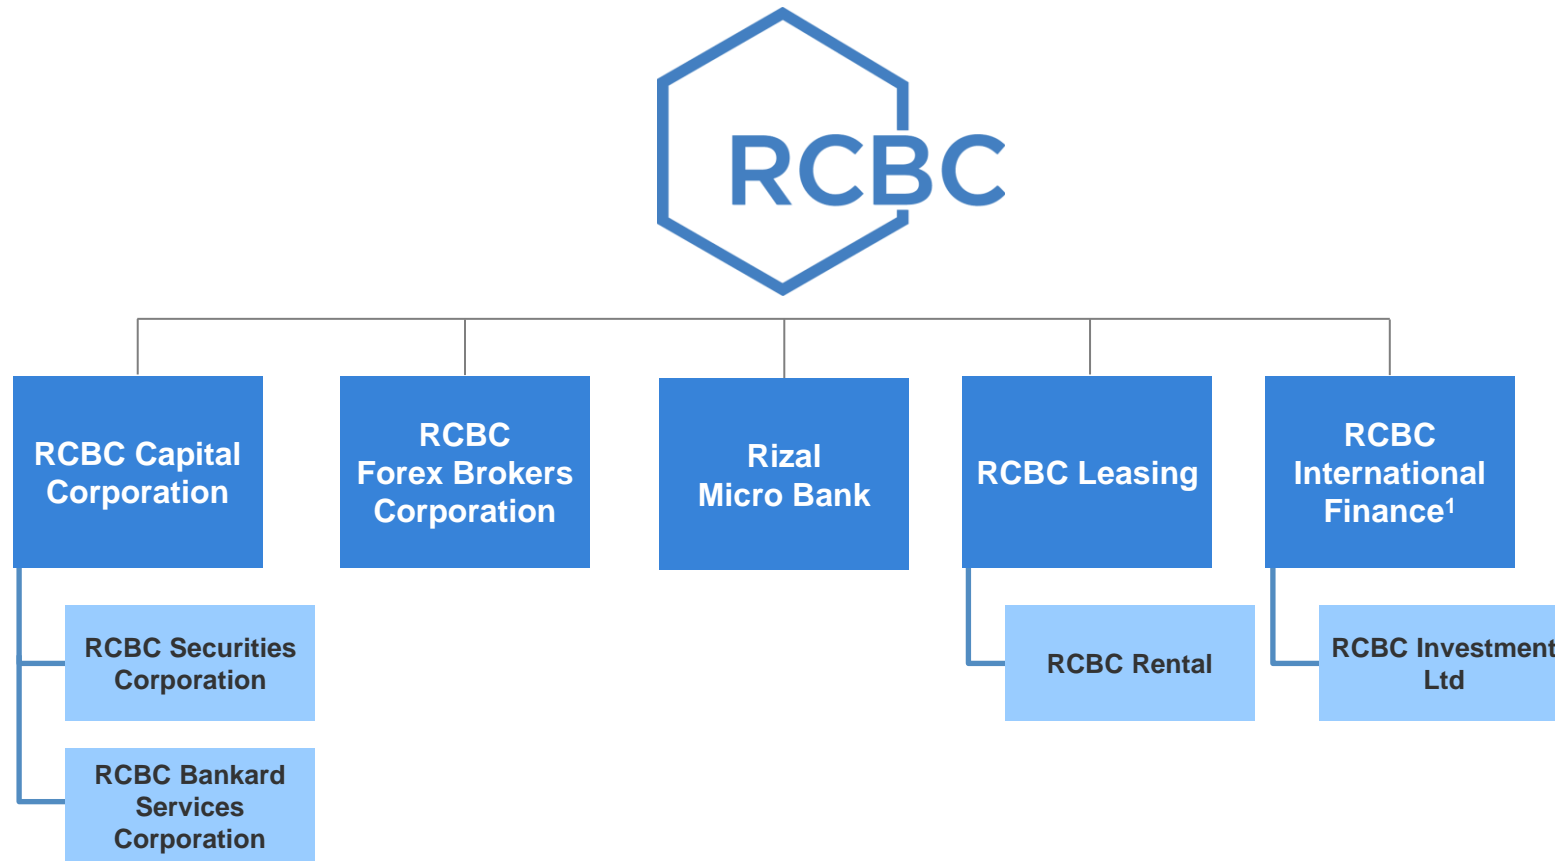 RCBC
RCBC Capital
Corporation
RCBC
Forex Brokers
Corporation
Rizal
Micro Bank
RCBC Leasing
RCBC
International
Finance¹
RCBC Securities
Corporation
RCBC Bankard
Services
Corporation
RCBC Rental
RCBC Investment
Ltd